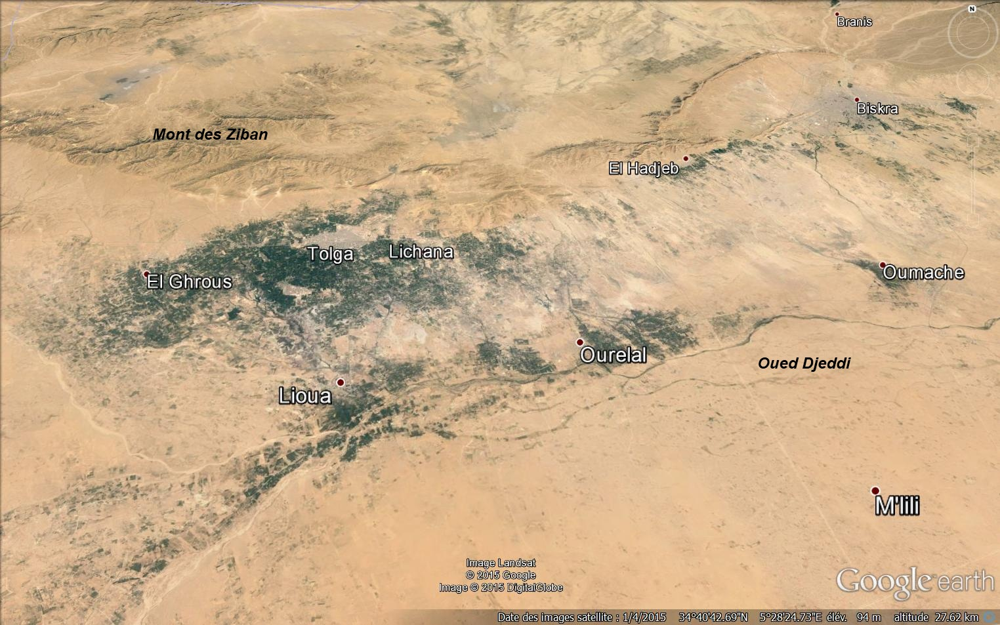 N
Branis
Biskra
Mont des Ziban
El Hadjeb
Tolga
Lichana
El Ghrous
Oumache
Ourelal
Oued Djeddi
Lioua
M'lili
Image Landsat
© 2015 Google
Image © 2015 DigitalGlobe
Google earth
Date des images satellite : 1/4/2015 34°40'42.69"N 5°28'24.73"E élév. 94 m altitude 27.62 km